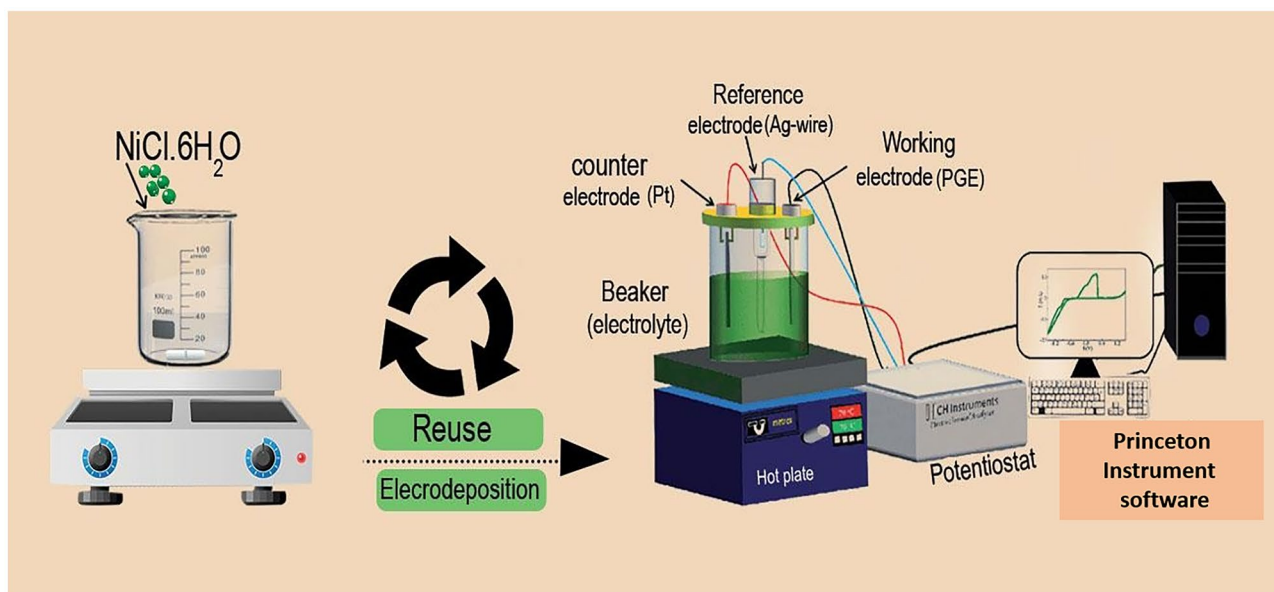 NiCl.6H₂O
100
80
60
40
20
100ml
Reuse
Elecrodeposition
Reference
electrode(Ag-wire)
counter
electrode (Pt)
Working
electrode (PGE)
Beaker
(electrolyte)
Hot plate
CH Instruments
Potentiostat
Princeton
Instrument
software